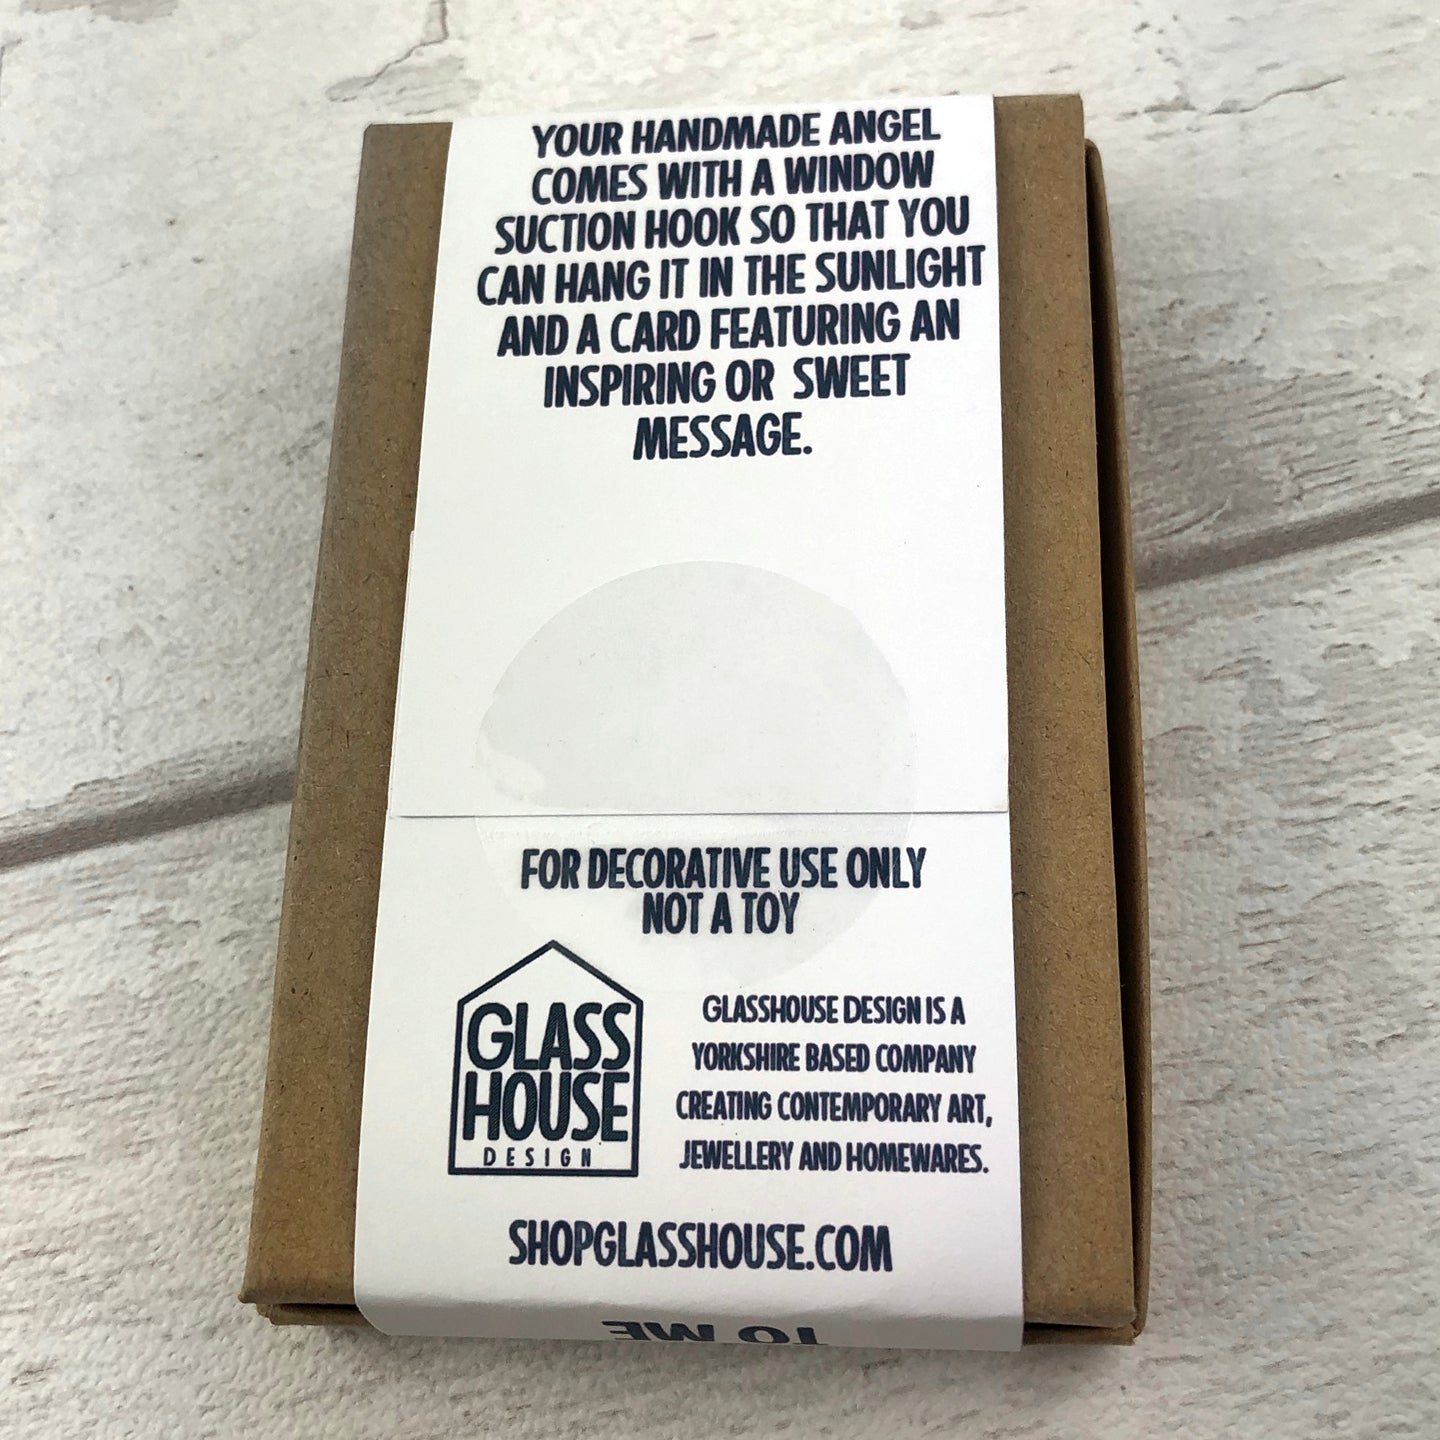 YOUR HANDMADE ANGEL
COMES WITH A WINDOW
SUCTION HOOK SO THAT YOU
CAN HANG IT IN THE SUNLIGHT
AND A CARD FEATURING AN
INSPIRING OR SWEET
MESSAGE.
FOR DECORATIVE USE ONLY
NOT A TOY
GLASS
HOUSE
DESIGN
GLASSHOUSE DESIGN IS A
YORKSHIRE BASED COMPANY
CREATING CONTEMPORARY ART,
JEWELLERY AND HOMEWARES.
SHOPGLASSHOUSE.COM
TO ME